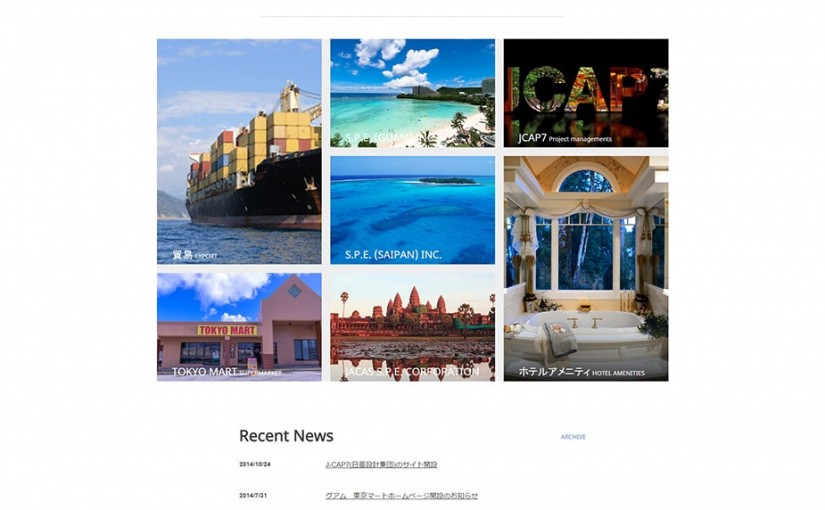 S.P.E. (GUAM) INC.
JCAP7
JCAP7 Project managements
貿易 EXPORT
S.P.E. (SAIPAN) INC.
TOKYO MART
TOKYO MART SUPERMARKET
JACAS S.P.E. CORPORATION
ホテルアメニティ HOTEL AMENITIES
Recent News
ARCHIVE
2014/10/24 J-CAP7(日亜設計集団)のサイト開設
2014/7/31 グアム 東京マートホームページ開設のお知らせ